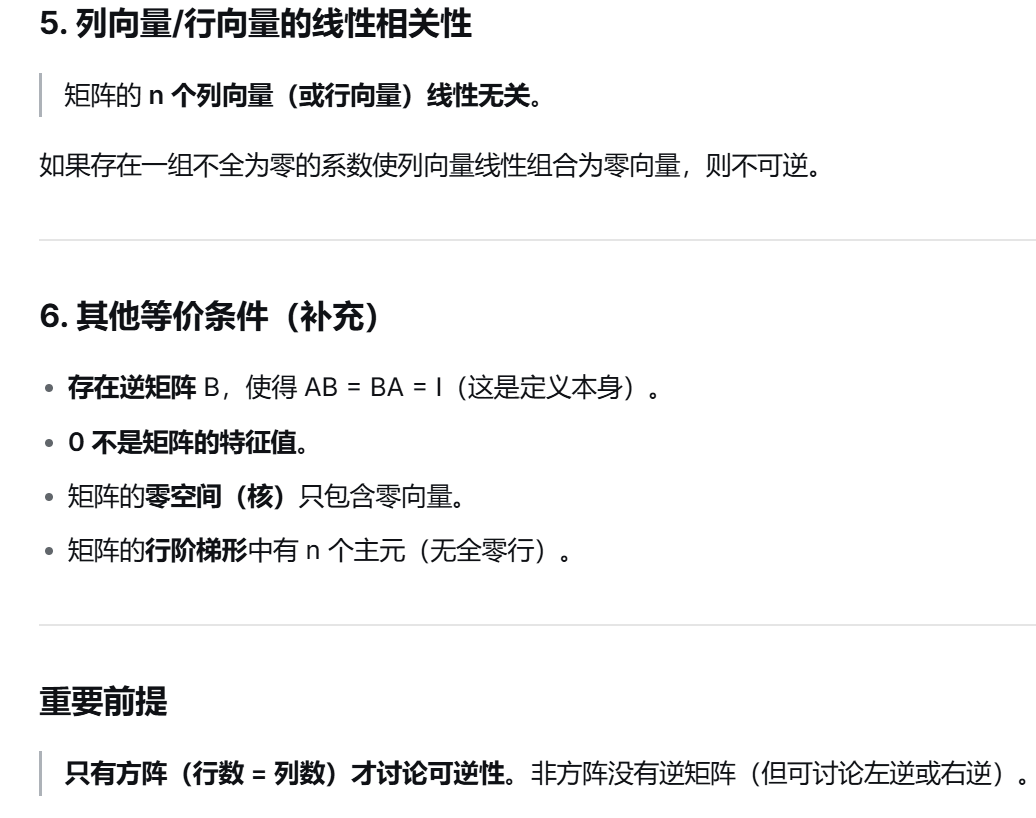 5. 列向量/行向量的线性相关性
矩阵的 n 个列向量（或行向量）线性无关。
如果存在一组不全为零的系数使列向量线性组合为零向量，则不可逆。
6. 其他等价条件（补充）
• 存在逆矩阵 B，使得 AB = BA = I（这是定义本身）。
• 0 不是矩阵的特征值。
• 矩阵的零空间（核）只包含零向量。
• 矩阵的行阶梯形中有 n 个主元（无全零行）。
重要前提
只有方阵（行数 = 列数）才讨论可逆性。非方阵没有逆矩阵（但可讨论左逆或右逆）。